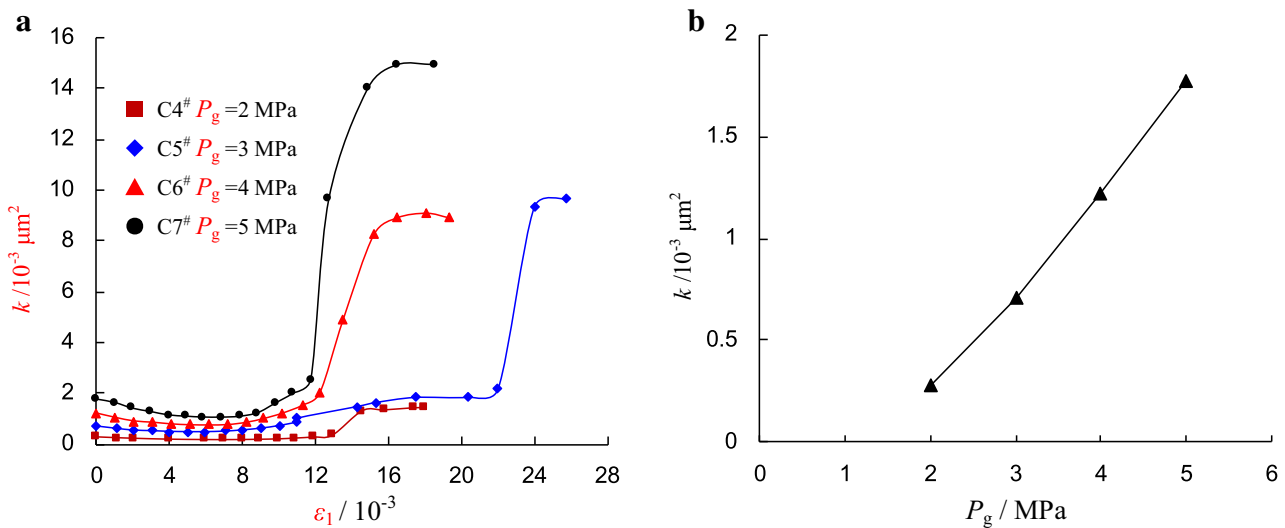 a
16
14
12
10
8
6
4
2
0
k /10⁻³ μm²
C4# Pg =2 MPa
C5# Pg =3 MPa
C6# Pg =4 MPa
C7# Pg =5 MPa
0 4 8 12 16 20 24 28
ε₁ / 10⁻³
b
2
1.5
1
0.5
0
k /10⁻³ μm²
0 1 2 3 4 5 6
Pg / MPa